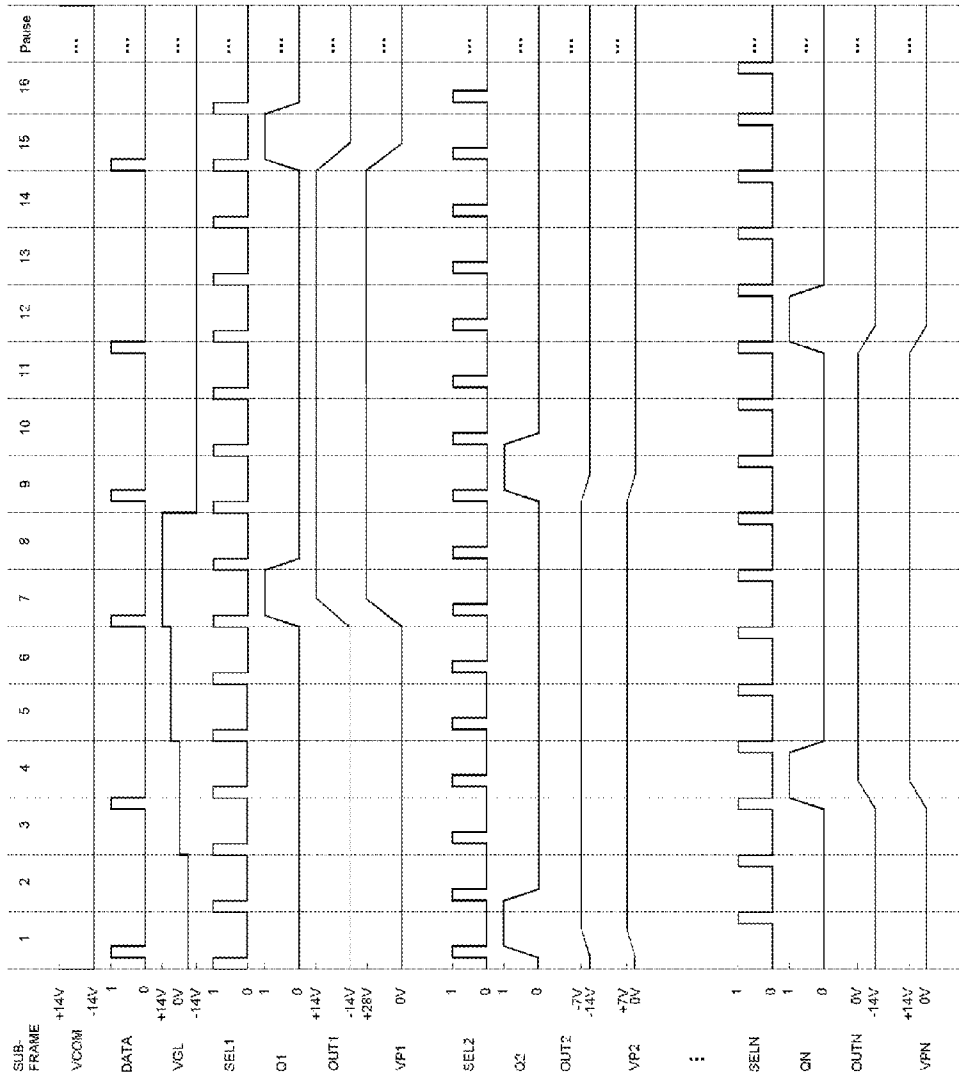 SUB-
FRAME
1 2 3 4 5 6 7 8 9 10 11 12 13 14 15 16 Pause
VCOM
+14V
-14V
...
DATA
1
0
...
VGL
+14V
0V
-14V
...
SEL1
1
0
...
Q1
1
0
...
OUT1
+14V
-14V
...
VP1
+28V
0V
...
SEL2
1
0
...
Q2
1
0
...
OUT2
-7V
-14V
...
VP2
+7V
0V
...
...
SELN
1
0
...
QN
1
0
...
OUTN
0V
-14V
...
VPN
+14V
0V
...